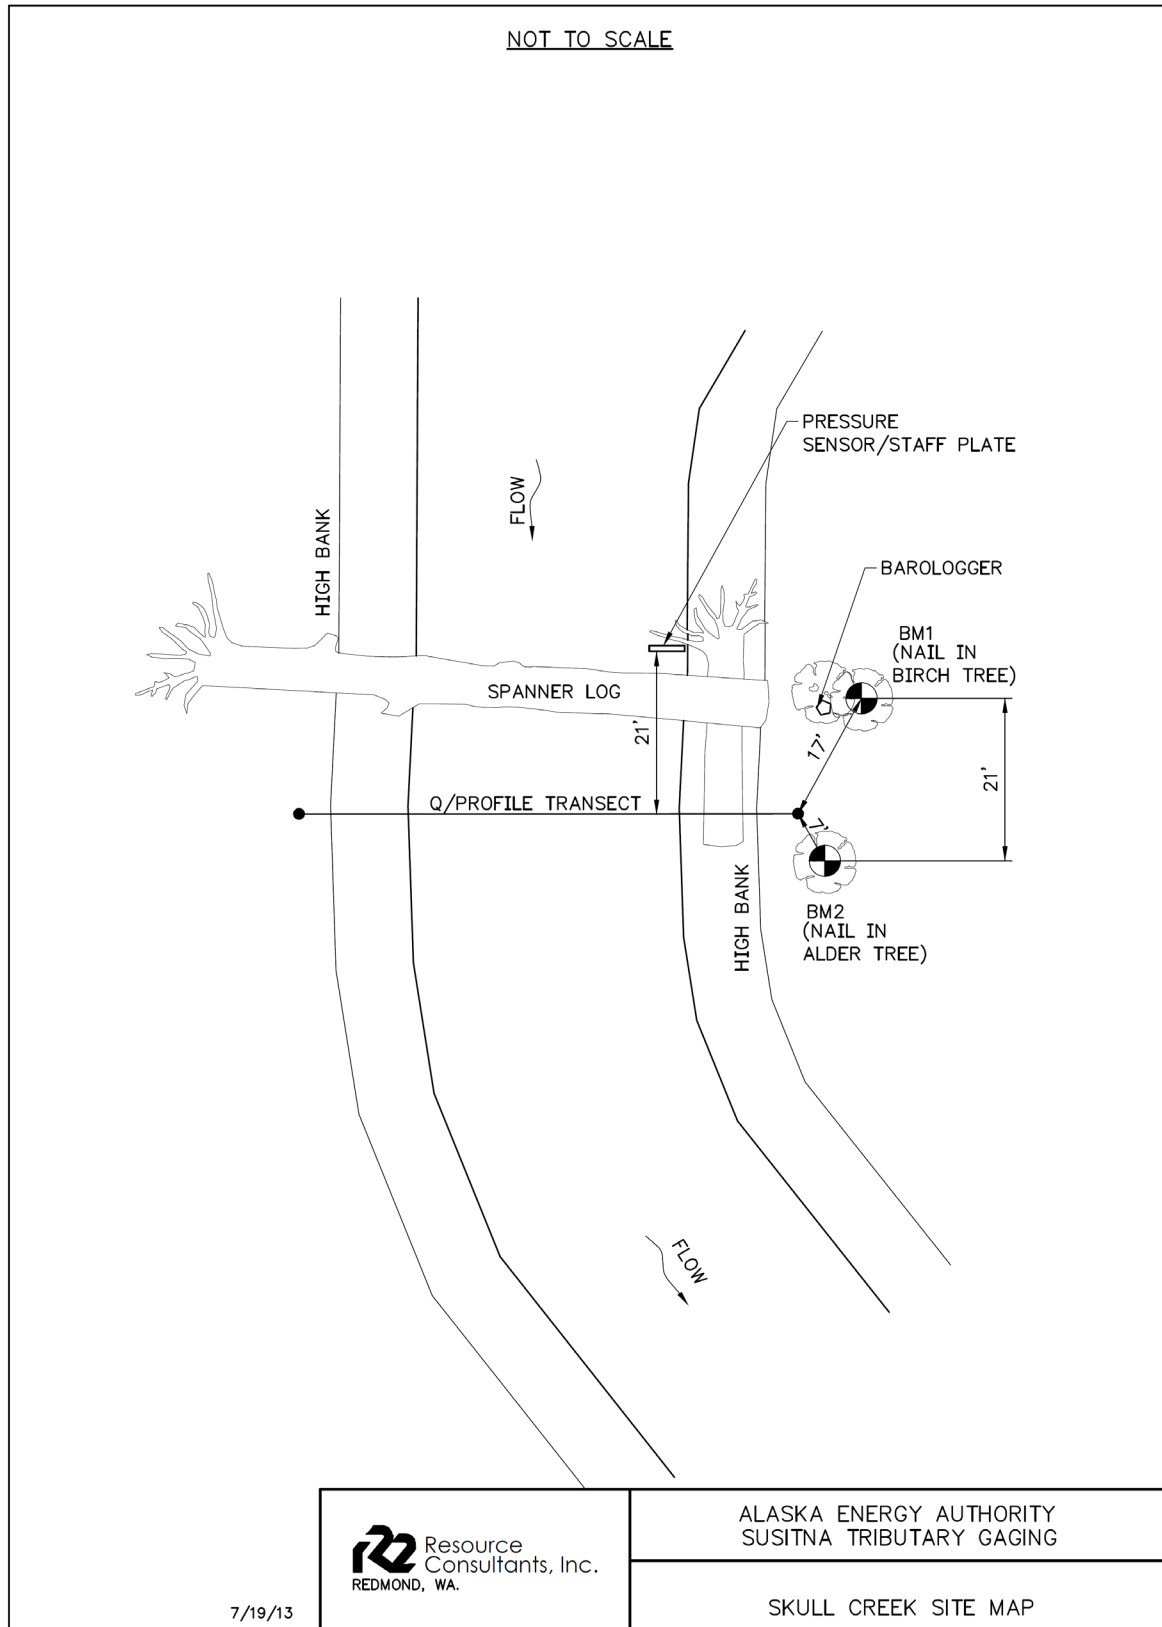 NOT TO SCALE
PRESSURE
SENSOR/STAFF PLATE
FLOW
HIGH BANK
BAROLOGGER
BM1
(NAIL IN
BIRCH TREE)
SPANNER LOG
21'
17'
21'
Q/PROFILE TRANSECT
7'
HIGH BANK
BM2
(NAIL IN
ALDER TREE)
FLOW
R2 Resource
Consultants, Inc.
REDMOND, WA.
ALASKA ENERGY AUTHORITY
SUSITNA TRIBUTARY GAGING
7/19/13
SKULL CREEK SITE MAP